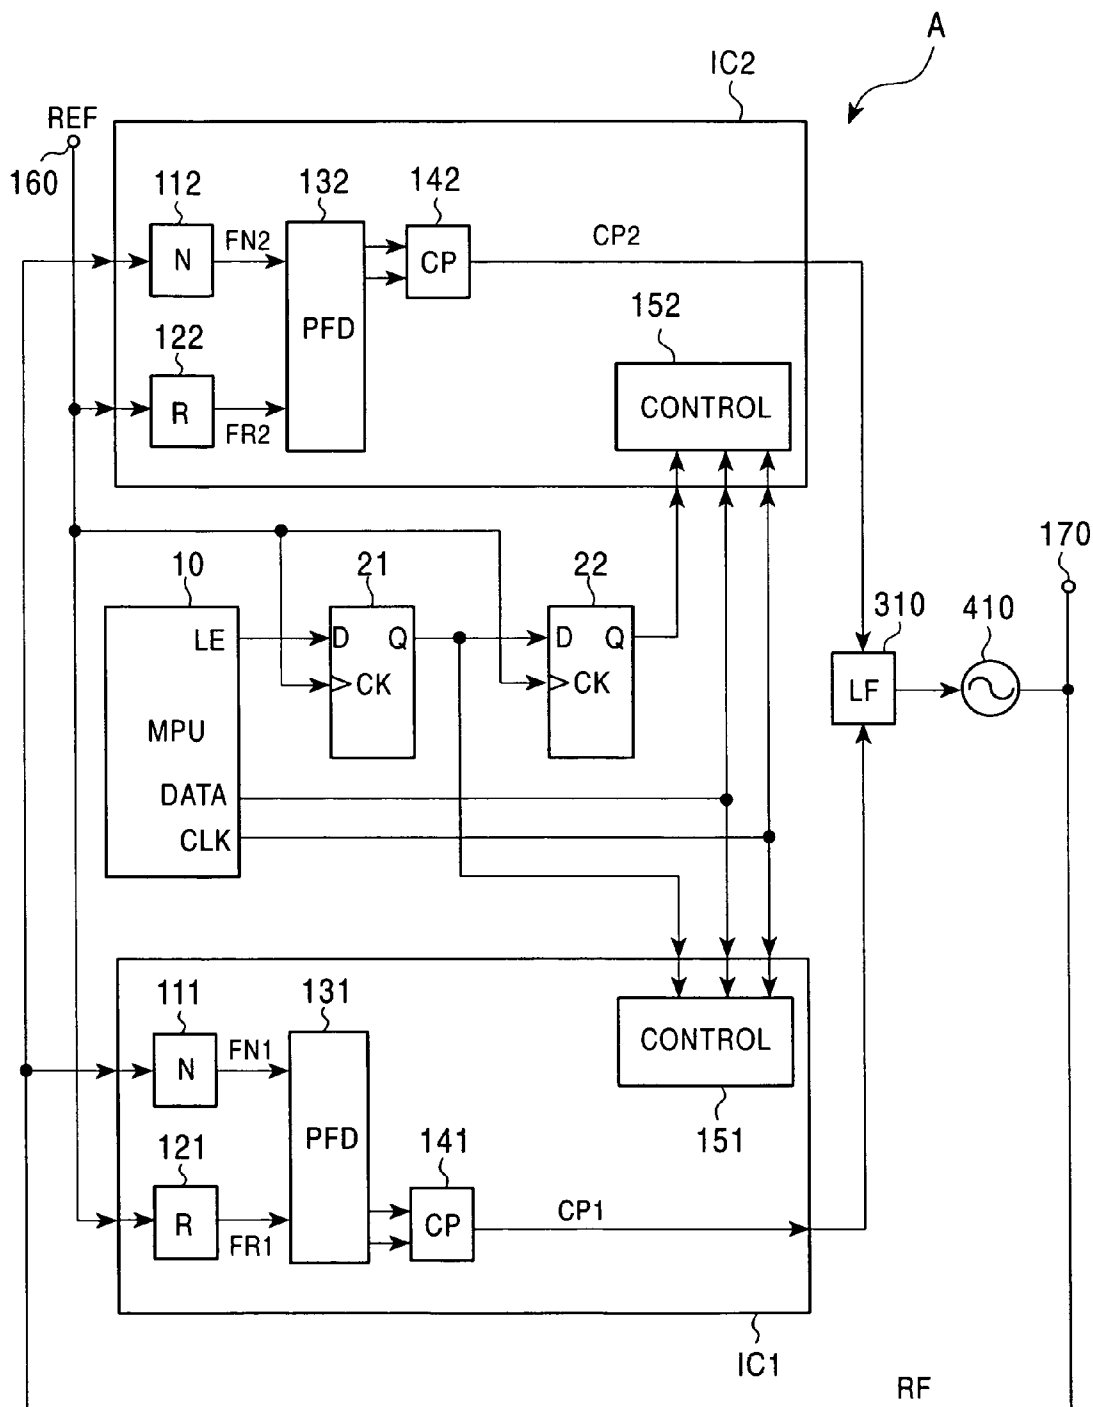 A
IC2
REF
160
112
132
142
FN2
CP2
N
CP
152
PFD
122
CONTROL
R
FR2
170
10
21
22
310
410
LE
D
Q
D
Q
CK
CK
LF
MPU
DATA
CLK
111
131
CONTROL
FN1
N
151
121
PFD
141
R
CP
CP1
FR1
IC1
RF